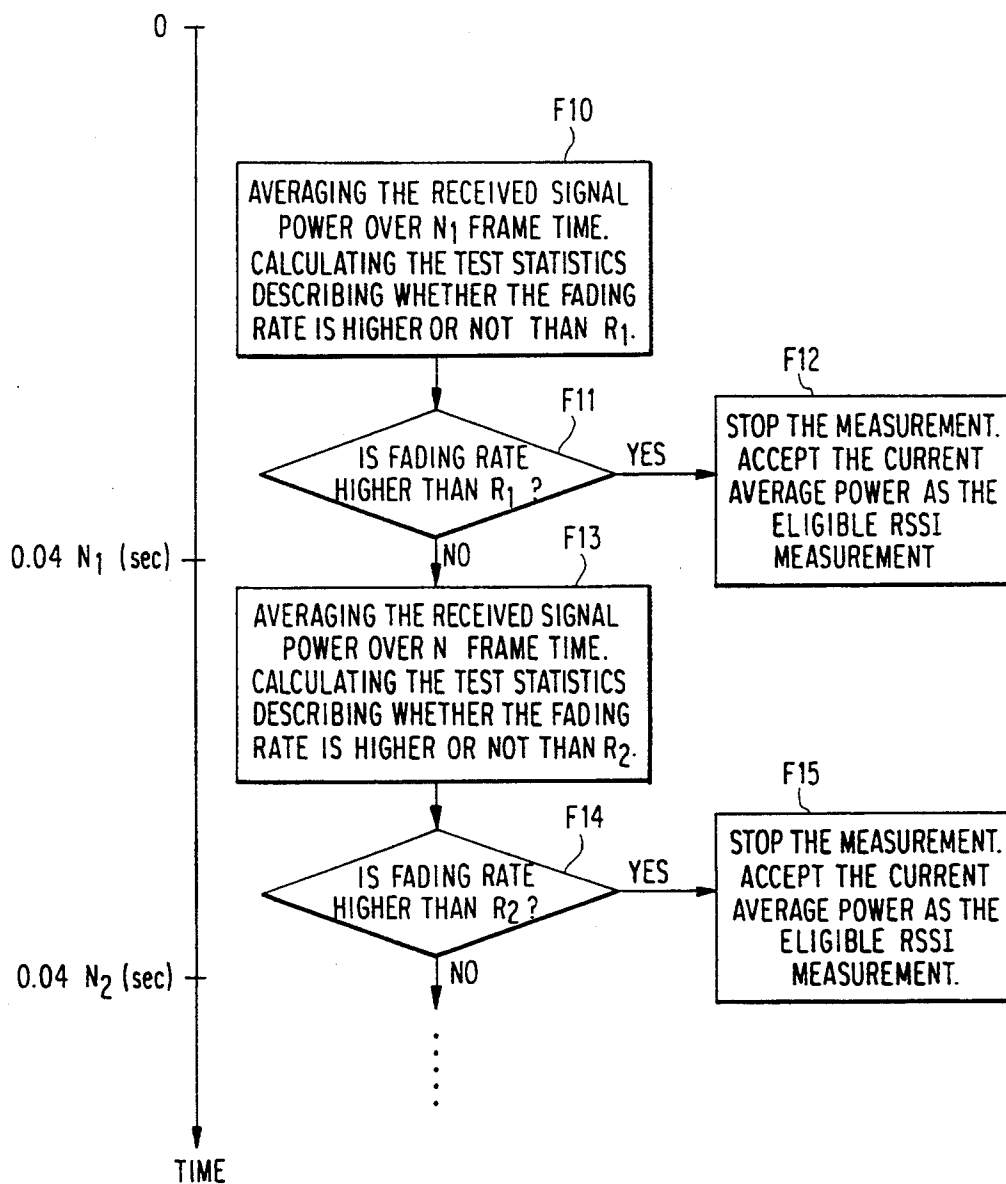 0
F10
AVERAGING THE RECEIVED SIGNAL
POWER OVER N1 FRAME TIME.
CALCULATING THE TEST STATISTICS
DESCRIBING WHETHER THE FADING
RATE IS HIGHER OR NOT THAN R1.
F11
IS FADING RATE
HIGHER THAN R1 ?
YES
F12
STOP THE MEASUREMENT.
ACCEPT THE CURRENT
AVERAGE POWER AS THE
ELIGIBLE RSSI
MEASUREMENT
0.04 N1 (sec)
NO
F13
AVERAGING THE RECEIVED SIGNAL
POWER OVER N FRAME TIME.
CALCULATING THE TEST STATISTICS
DESCRIBING WHETHER THE FADING
RATE IS HIGHER OR NOT THAN R2.
F14
IS FADING RATE
HIGHER THAN R2 ?
YES
F15
STOP THE MEASUREMENT.
ACCEPT THE CURRENT
AVERAGE POWER AS THE
ELIGIBLE RSSI
MEASUREMENT.
0.04 N2 (sec)
NO
TIME